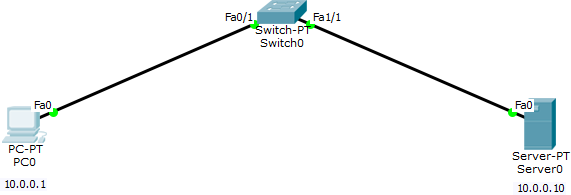 Fa0/1
Fa1/1
Switch-PT
Switch0
Fa0
Fa0
PC-PT
PC0
Server-PT
Server0
10.0.0.1
10.0.0.10